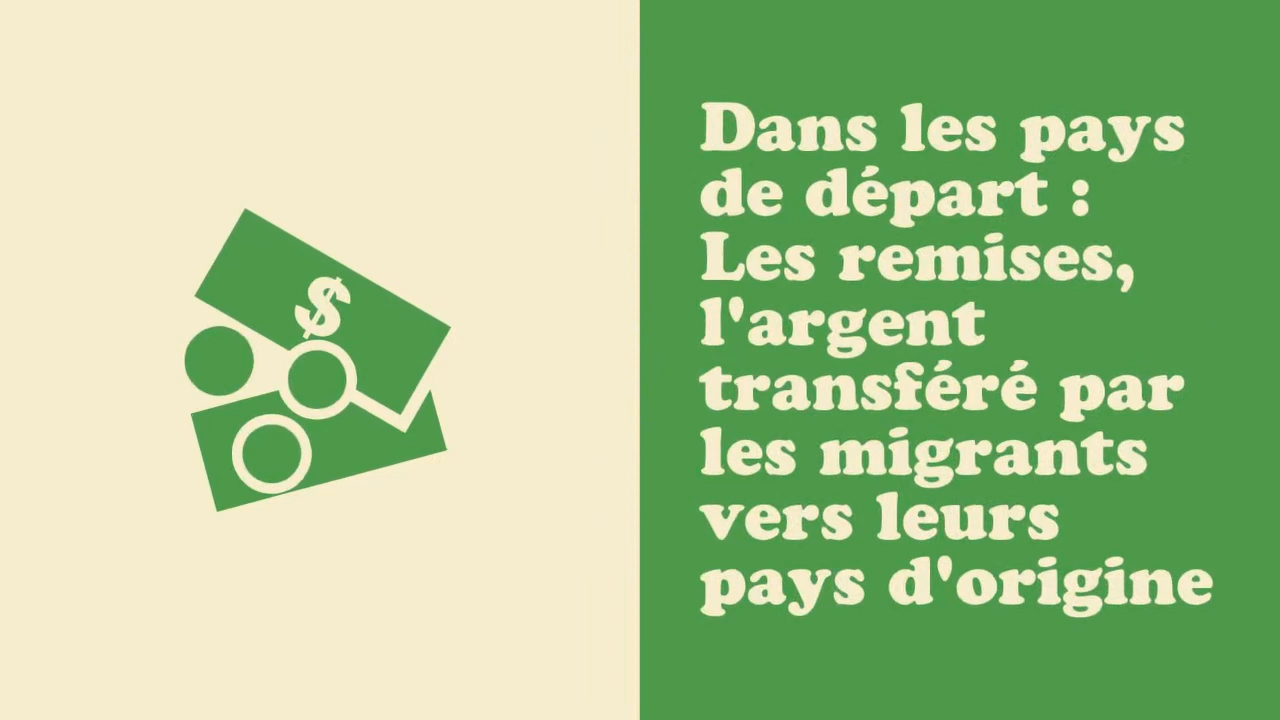 $
Dans les pays
de départ :
Les remises,
l'argent
transféré par
les migrants
vers leurs
pays d'origine